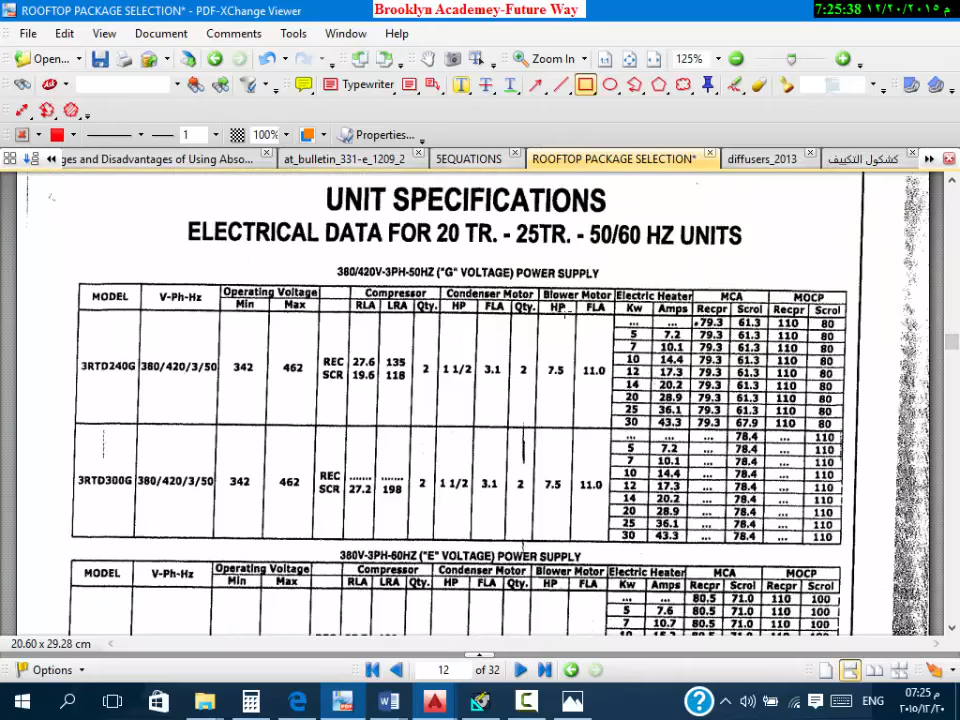 ROOFTOP PACKAGE SELECTION* - PDF-XChange Viewer
Brooklyn Academey-Future Way
7:25:38 م ١٢/٢٠/٢٠١٥
File Edit View Document Comments Tools Window Help
Open... Zoom In 125%
Typewriter
1 100% Properties...
ges and Disadvantages of Using Abso... at_bulletin_331-e_1209_2 5EQUATIONS ROOFTOP PACKAGE SELECTION* diffusers_2013 كشكول التكييف
UNIT SPECIFICATIONS
ELECTRICAL DATA FOR 20 TR. - 25TR. - 50/60 HZ UNITS
380/420V-3PH-50HZ ("G" VOLTAGE) POWER SUPPLY
MODEL V-Ph-Hz Operating Voltage Compressor Condenser Motor Blower Motor Electric Heater MCA MOCP
Min Max RLA LRA Qty. HP FLA Qty. HP FLA Kw Amps Recpr Scrol Recpr Scrol
... ... 79.3 61.3 110 80
5 7.2 79.3 61.3 110 80
7 10.1 79.3 61.3 110 80
3RTD240G 380/420/3/50 342 462 REC 27.6 135 2 1 1/2 3.1 2 7.5 11.0 10 14.4 79.3 61.3 110 80
SCR 19.6 118 12 17.3 79.3 61.3 110 80
14 20.2 79.3 61.3 110 80
20 28.9 79.3 61.3 110 80
25 36.1 79.3 61.3 110 80
30 43.3 79.3 67.9 110 80
... ... ... 78.4 ... 110
5 7.2 ... 78.4 ... 110
7 10.1 ... 78.4 ... 110
3RTD300G 380/420/3/50 342 462 REC ....... ....... 2 1 1/2 3.1 2 7.5 11.0 10 14.4 ... 78.4 ... 110
SCR 27.2 198 12 17.3 ... 78.4 ... 110
14 20.2 ... 78.4 ... 110
20 28.9 ... 78.4 ... 110
25 36.1 ... 78.4 ... 110
30 43.3 ... 78.4 ... 110
380V-3PH-60HZ ("E" VOLTAGE) POWER SUPPLY
MODEL V-Ph-Hz Operating Voltage Compressor Condenser Motor Blower Motor Electric Heater MCA MOCP
Min Max RLA LRA Qty. HP FLA Qty. HP FLA Kw Amps Recpr Scrol Recpr Scrol
... ... 80.5 71.0 110 100
5 7.6 80.5 71.0 110 100
7 10.7 80.5 71.0 110 100
20.60 x 29.28 cm
Options 12 of 32
ENG 07:25 م
٢٠١٥/١٢/٢٠